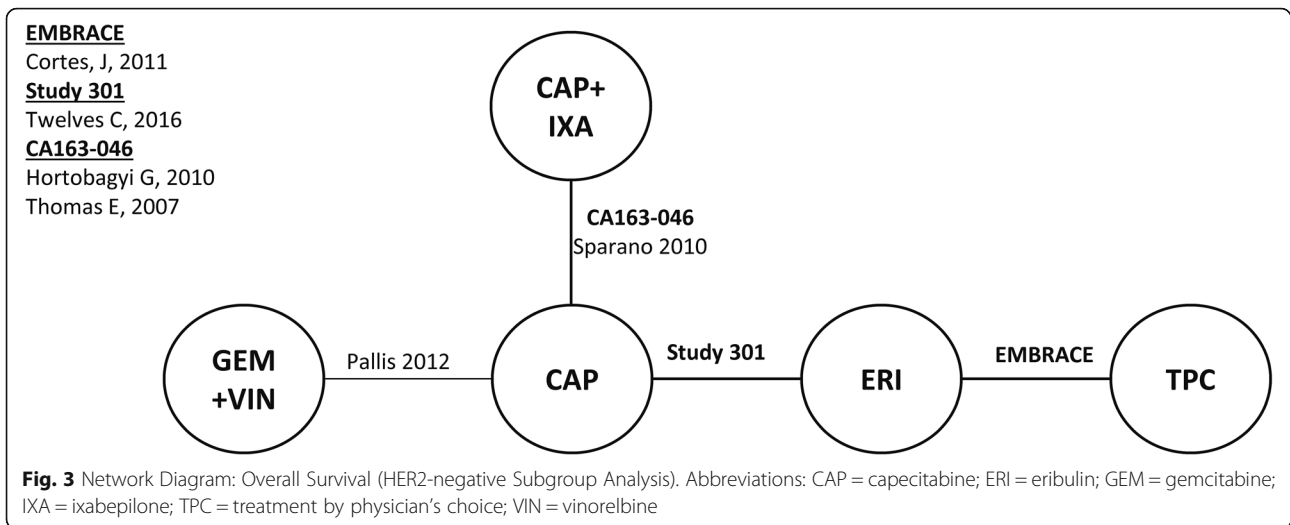 EMBRACE
Cortes, J, 2011
Study 301
Twelves C, 2016
CA163-046
Hortobagyi G, 2010
Thomas E, 2007
CAP+
IXA
CA163-046
Sparano 2010
GEM
+VIN
Pallis 2012
CAP
Study 301
ERI
EMBRACE
TPC
Fig. 3 Network Diagram: Overall Survival (HER2-negative Subgroup Analysis). Abbreviations: CAP = capecitabine; ERI = eribulin; GEM = gemcitabine;
IXA = ixabepilone; TPC = treatment by physician's choice; VIN = vinorelbine